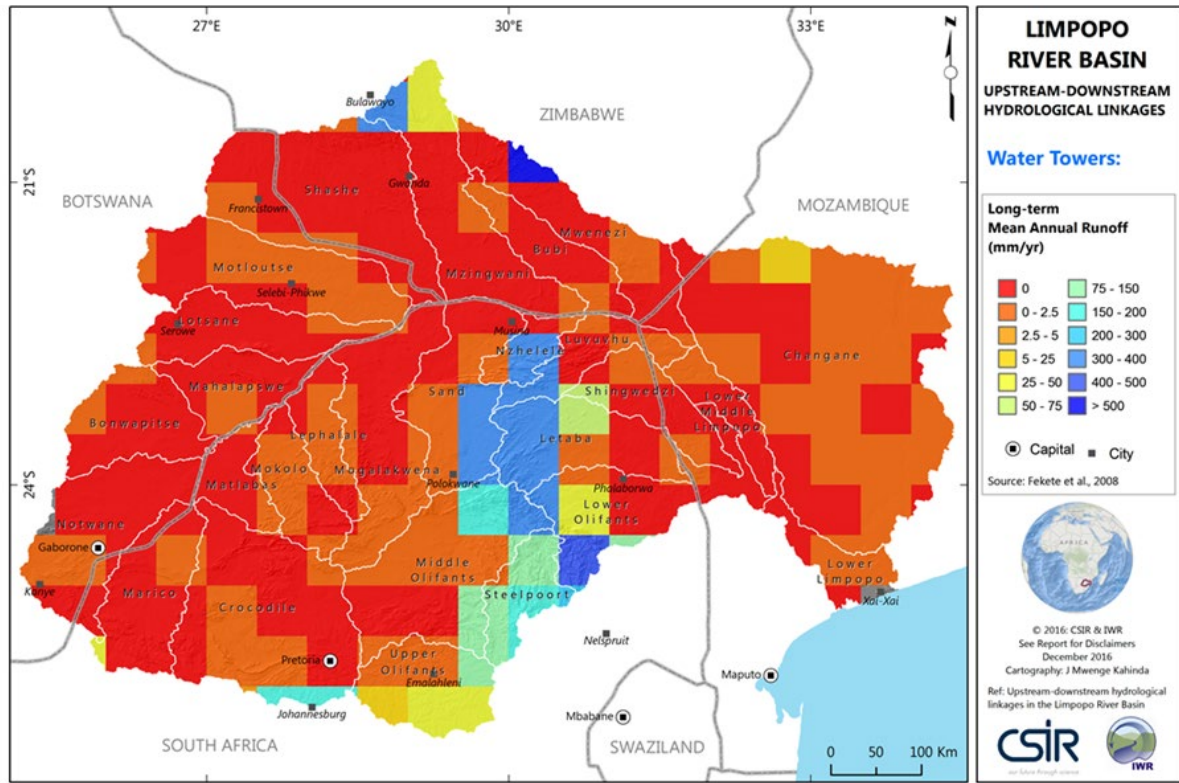 27°E
30°E
33°E
N
Bulawayo
ZIMBABWE
21°S
Gwanda
Shashe
BOTSWANA
Francistown
MOZAMBIQUE
Mwenezi
Bubi
Motloutse
Mzingwani
Selebi-Phikwe
Lotsane
Serowe
Musina
Luvuvhu
Nzhelele
Changane
Mahalapswe
Sand
Shingwedzi
Lower
Middle
Limpopo
Bonwapitse
Lephalale
Letaba
Mokolo
Mogalakwena
24°S
Matlabas
Polokwane
Phalaborwa
Lower
Olifants
Notwane
Gaborone
Middle
Olifants
Lower
Limpopo
Kanye
Marico
Crocodile
Steelpoort
Xai-Xai
Nelspruit
Pretoria
Upper
Olifants
Emalahleni
Maputo
Johannesburg
Mbabane
SOUTH AFRICA
SWAZILAND
0 50 100 Km
LIMPOPO
RIVER BASIN
UPSTREAM-DOWNSTREAM
HYDROLOGICAL LINKAGES
Water Towers:
Long-term
Mean Annual Runoff
(mm/yr)
0 75 - 150
0 - 2.5 150 - 200
2.5 - 5 200 - 300
5 - 25 300 - 400
25 - 50 400 - 500
50 - 75 > 500
Capital City
Source: Fekete et al., 2008
AFRICA
© 2016: CSIR & IWR
See Report for Disclaimers
December 2016
Cartography: J Mwenge Kahinda
Ref: Upstream-downstream hydrological
linkages in the Limpopo River Basin
CSIR
our future through science
IWR